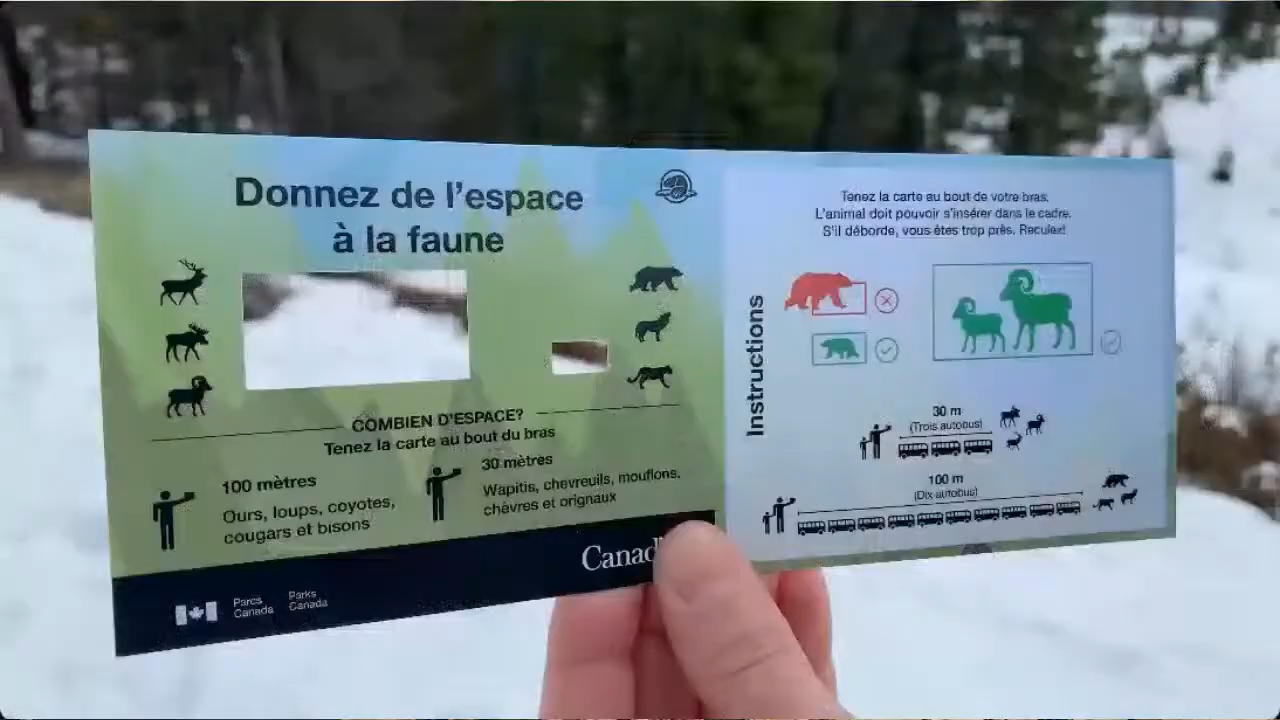 Donnez de l'espace
à la faune
COMBIEN D'ESPACE?
Tenez la carte au bout du bras
100 mètres
Ours, loups, coyotes,
cougars et bisons
30 mètres
Wapitis, chevreuils, mouflons,
chèvres et orignaux
Parcs
Canada
Parks
Canada
Canad
Instructions
Tenez la carte au bout de votre bras.
L'animal doit pouvoir s'insérer dans le cadre.
S'il déborde, vous êtes trop près. Reculez!
30 m
(Trois autobus)
100 m
(Dix autobus)